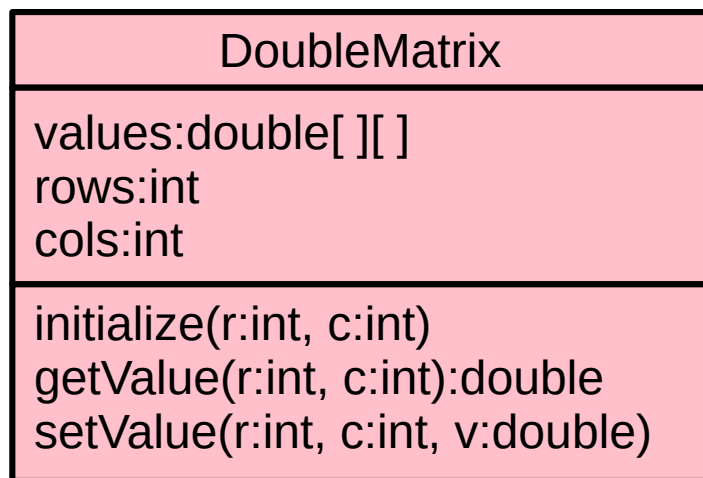 DoubleMatrix
values:double[ ][ ]
rows:int
cols:int
initialize(r:int, c:int)
getValue(r:int, c:int):double
setValue(r:int, c:int, v:double)